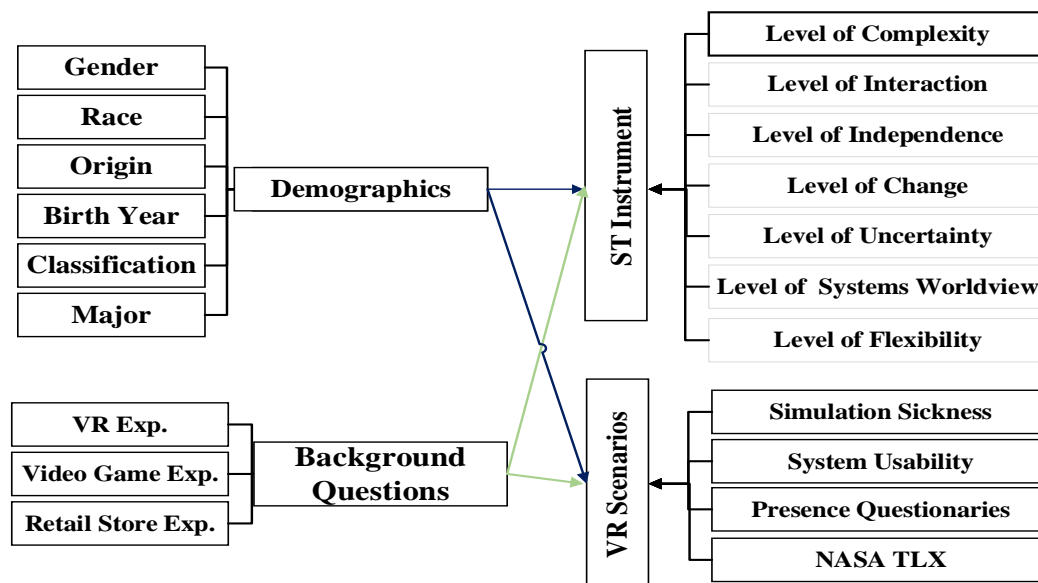 Gender
Race
Origin
Birth Year
Classification
Major
Demographics
VR Exp.
Video Game Exp.
Retail Store Exp.
Background
Questions
ST Instrument
VR Scenarios
Level of Complexity
Level of Interaction
Level of Independence
Level of Change
Level of Uncertainty
Level of  Systems Worldview
Level of Flexibility
Simulation Sickness
System Usability
Presence Questionaries
NASA TLX